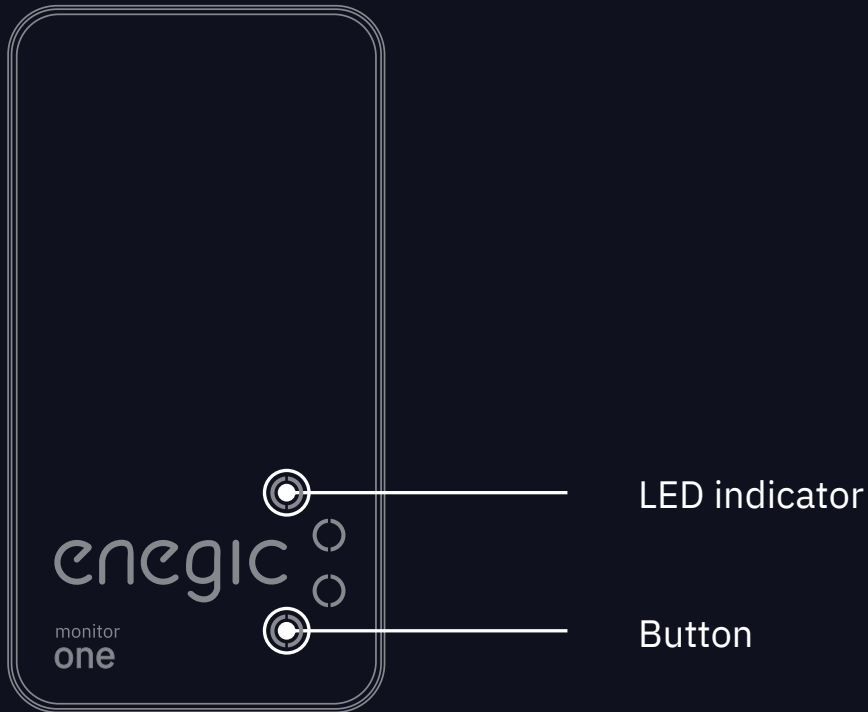 LED indicator
enegic
monitor
one
Button